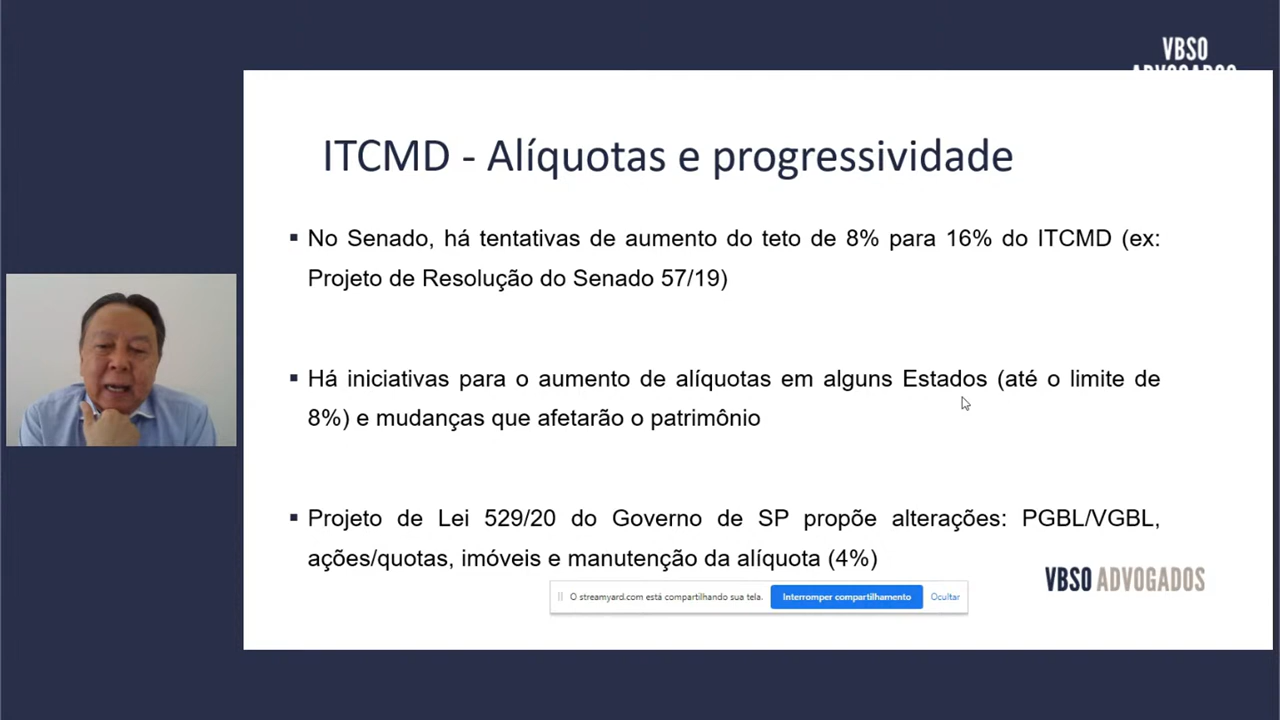 VBSO
ADVOGADOS
ITCMD - Alíquotas e progressividade
▪ No Senado, há tentativas de aumento do teto de 8% para 16% do ITCMD (ex:
Projeto de Resolução do Senado 57/19)
▪ Há iniciativas para o aumento de alíquotas em alguns Estados (até o limite de
8%) e mudanças que afetarão o patrimônio
▪ Projeto de Lei 529/20 do Governo de SP propõe alterações: PGBL/VGBL,
ações/quotas, imóveis e manutenção da alíquota (4%)
VBSO ADVOGADOS
O streamyard.com está compartilhando sua tela. Interromper compartilhamento Ocultar